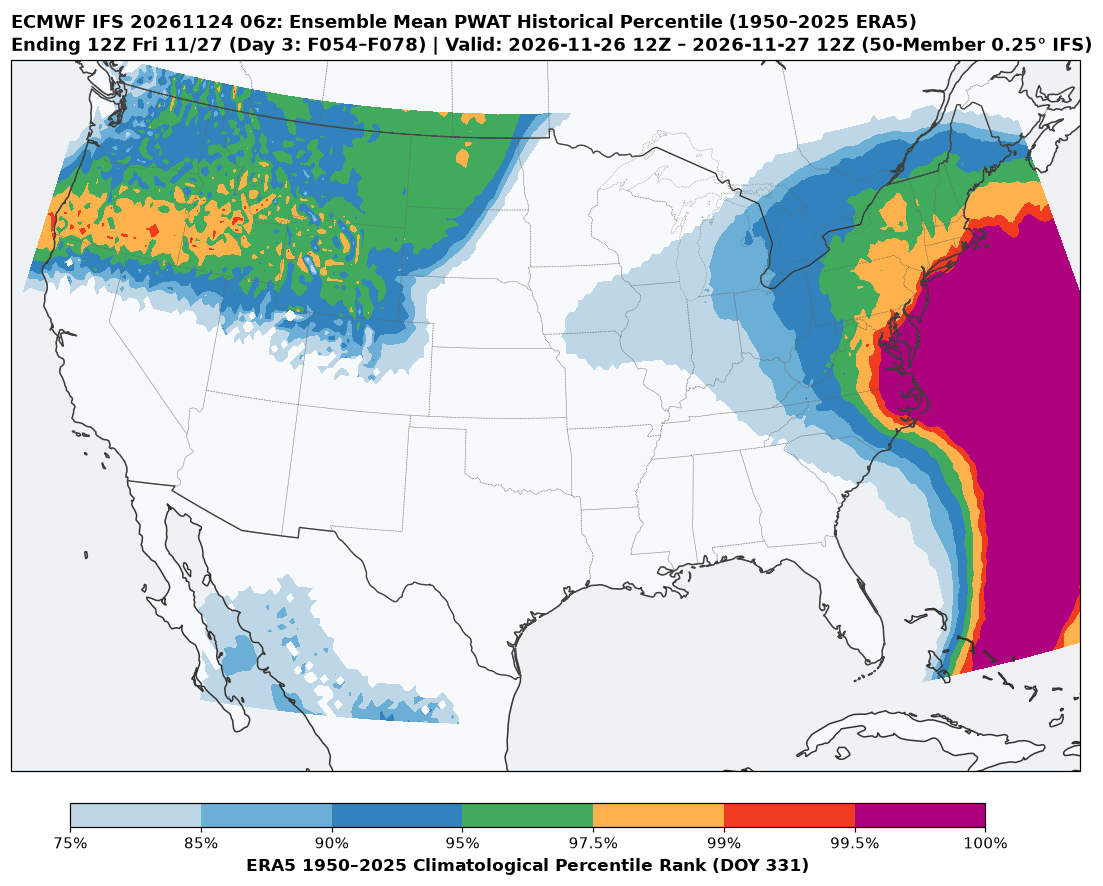 ECMWF IFS 20261124 06z: Ensemble Mean PWAT Historical Percentile (1950–2025 ERA5)
Ending 12Z Fri 11/27 (Day 3: F054–F078) | Valid: 2026-11-26 12Z – 2026-11-27 12Z (50-Member 0.25° IFS)
75% 85% 90% 95% 97.5% 99% 99.5% 100%
ERA5 1950–2025 Climatological Percentile Rank (DOY 331)